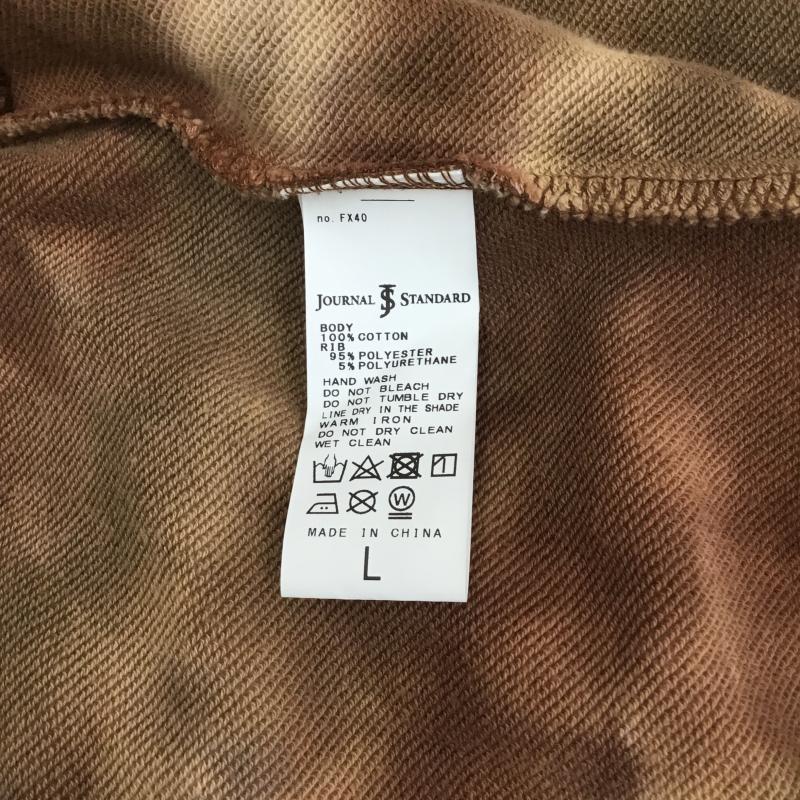 no. FX40
JOURNAL JS STANDARD
BODY
100% COTTON
RIB
95% POLYESTER
5% POLYURETHANE
HAND WASH
DO NOT BLEACH
DO NOT TUMBLE DRY
LINE DRY IN THE SHADE
WARM IRON
DO NOT DRY CLEAN
WET CLEAN
W
MADE IN CHINA
L